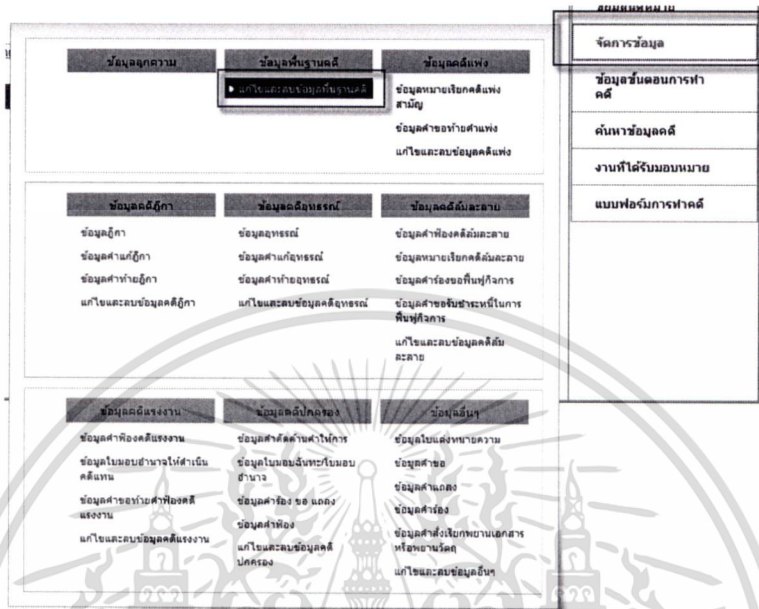 ข้อมูลลูกความ
ข้อมูลพื้นฐานคดี
แก้ไขและลบข้อมูลพื้นฐานคดี
ข้อมูลคดีแพ่ง
ข้อมูลหมายเรียกคดีแพ่ง
สามัญ
ข้อมูลคำขอท้ายคำแพ่ง
แก้ไขและลบข้อมูลคดีแพ่ง
ข้อมูลคดีฎีกา
ข้อมูลฎีกา
ข้อมูลคำแก้ฎีกา
ข้อมูลคำท้ายฎีกา
แก้ไขและลบข้อมูลคดีฎีกา
ข้อมูลคดีอุทธรณ์
ข้อมูลอุทธรณ์
ข้อมูลคำแก้อุทธรณ์
ข้อมูลคำท้ายอุทธรณ์
แก้ไขและลบข้อมูลคดีอุทธรณ์
ข้อมูลคดีล้มละลาย
ข้อมูลคำฟ้องคดีล้มละลาย
ข้อมูลหมายเรียกคดีล้มละลาย
ข้อมูลคำร้องขอฟื้นฟูกิจการ
ข้อมูลคำขอรับชำระหนี้ในการ
ฟื้นฟูกิจการ
แก้ไขและลบข้อมูลคดีล้ม
ละลาย
ข้อมูลคดีแรงงาน
ข้อมูลคำฟ้องคดีแรงงาน
ข้อมูลใบมอบอำนาจให้ดำเนิน
คดีแทน
ข้อมูลคำขอท้ายคำฟ้องคดี
แรงงาน
แก้ไขและลบข้อมูลคดีแรงงาน
ข้อมูลคดีปกครอง
ข้อมูลคำคัดค้านคำให้การ
ข้อมูลใบมอบฉันทะ/ใบมอบ
อำนาจ
ข้อมูลคำร้อง ขอ แถลง
ข้อมูลคำฟ้อง
แก้ไขและลบข้อมูลคดี
ปกครอง
ข้อมูลอื่นๆ
ข้อมูลใบแต่งทนายความ
ข้อมูลคำขอ
ข้อมูลคำแถลง
ข้อมูลคำร้อง
ข้อมูลคำสั่งเรียกพยานเอกสาร
หรือพยานวัตถุ
แก้ไขและลบข้อมูลอื่นๆ
จัดการข้อมูล
ข้อมูลขั้นตอนการทำ
คดี
ค้นหาข้อมูลคดี
งานที่ได้รับมอบหมาย
แบบฟอร์มการทำคดี